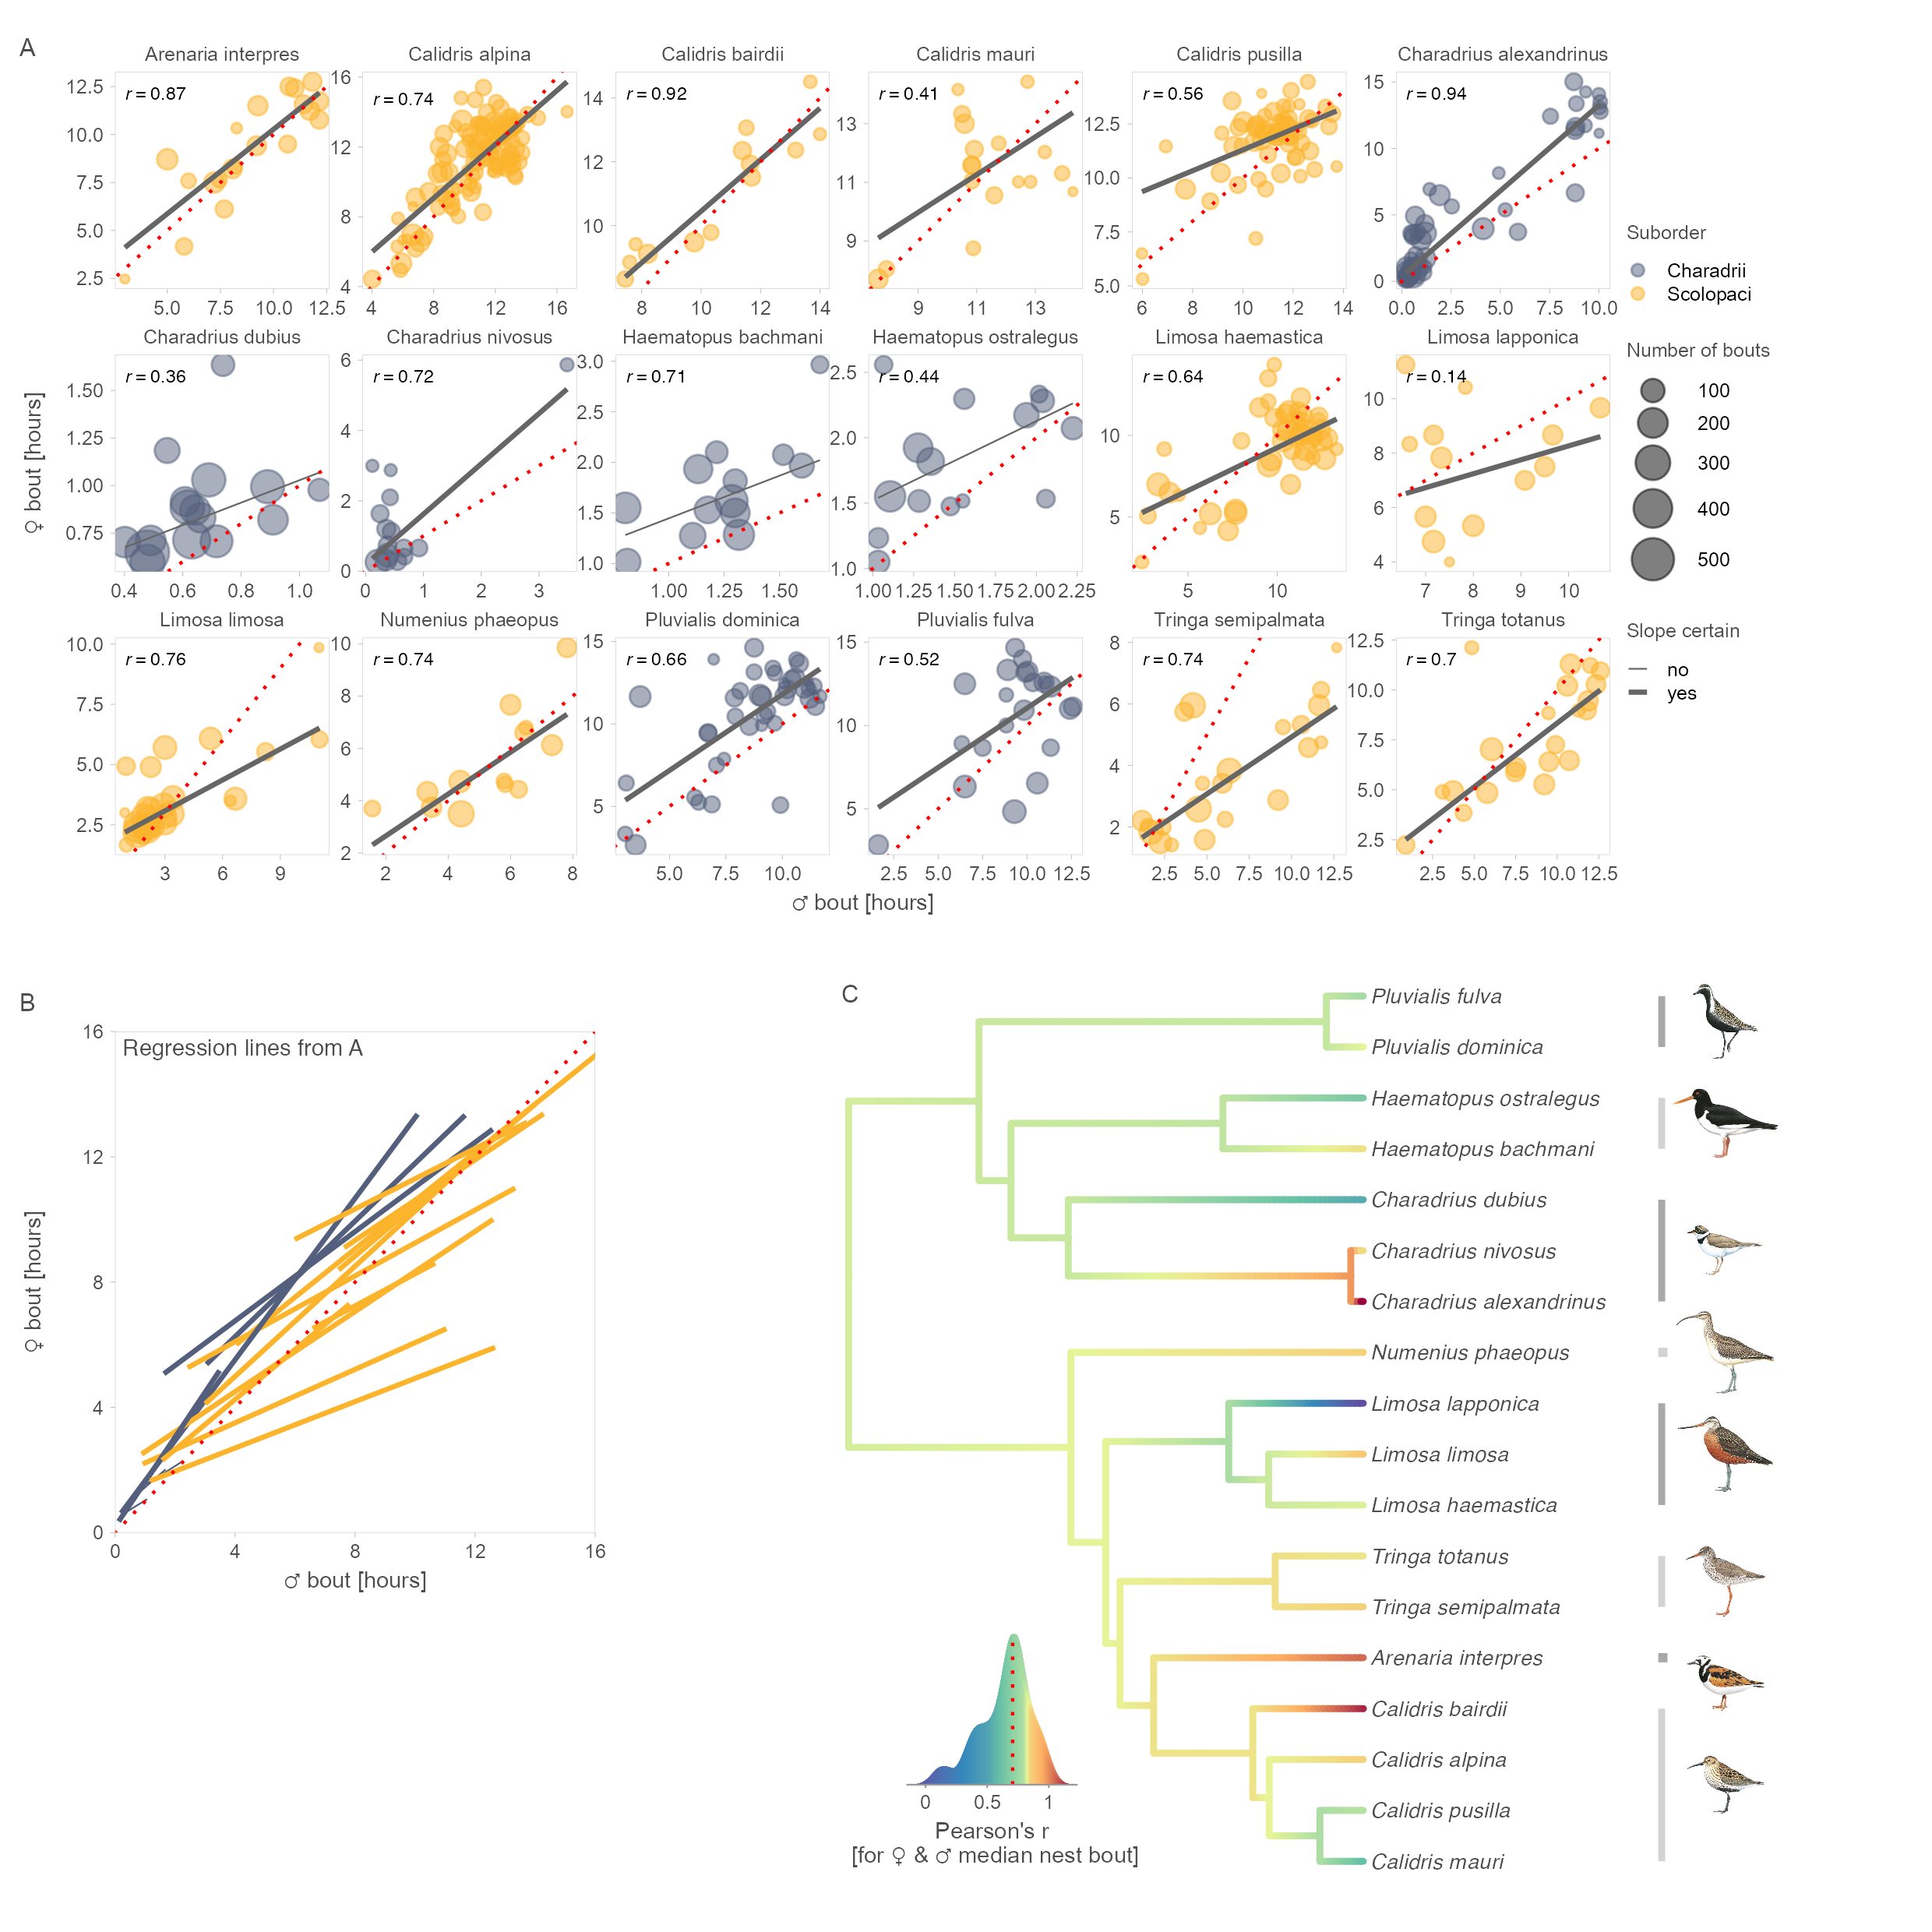 A
Arenaria interpres
Calidris alpina
Calidris bairdii
Calidris mauri
Calidris pusilla
Charadrius alexandrinus
r = 0.87
r = 0.74
r = 0.92
r = 0.41
r = 0.56
r = 0.94
12.5
10.0
7.5
5.0
2.5
16
12
8
4
14
12
10
13
11
9
12.5
10.0
7.5
5.0
15
10
5
0
5.0 7.5 10.0 12.5
4 8 12 16
8 10 12 14
9 11 13
6 8 10 12 14
0.0 2.5 5.0 7.5 10.0
Suborder
Charadrii
Scolopaci
Charadrius dubius
Charadrius nivosus
Haematopus bachmani
Haematopus ostralegus
Limosa haemastica
Limosa lapponica
r = 0.36
r = 0.72
r = 0.71
r = 0.44
r = 0.64
r = 0.14
1.50
1.25
1.00
0.75
6
4
2
0
3.0
2.5
2.0
1.5
1.0
2.5
2.0
1.5
1.0
10
5
10
8
6
4
0.4 0.6 0.8 1.0
0 1 2 3
1.00 1.25 1.50
1.00 1.25 1.50 1.75 2.00 2.25
5 10
7 8 9 10
Number of bouts
100
200
300
400
500
Limosa limosa
Numenius phaeopus
Pluvialis dominica
Pluvialis fulva
Tringa semipalmata
Tringa totanus
r = 0.76
r = 0.74
r = 0.66
r = 0.52
r = 0.74
r = 0.7
10.0
7.5
5.0
2.5
10
8
6
4
2
15
10
5
15
10
5
8
6
4
2
12.5
10.0
7.5
5.0
2.5
3 6 9
2 4 6 8
5.0 7.5 10.0
2.5 5.0 7.5 10.0 12.5
2.5 5.0 7.5 10.0 12.5
2.5 5.0 7.5 10.0 12.5
Slope certain
no
yes
♀ bout [hours]
♂ bout [hours]
B
Regression lines from A
16
12
8
4
0
0 4 8 12 16
♀ bout [hours]
♂ bout [hours]
C
Pluvialis fulva
Pluvialis dominica
Haematopus ostralegus
Haematopus bachmani
Charadrius dubius
Charadrius nivosus
Charadrius alexandrinus
Numenius phaeopus
Limosa lapponica
Limosa limosa
Limosa haemastica
Tringa totanus
Tringa semipalmata
Arenaria interpres
Calidris bairdii
Calidris alpina
Calidris pusilla
Calidris mauri
0 0.5 1
Pearson's r
[for ♀ & ♂ median nest bout]